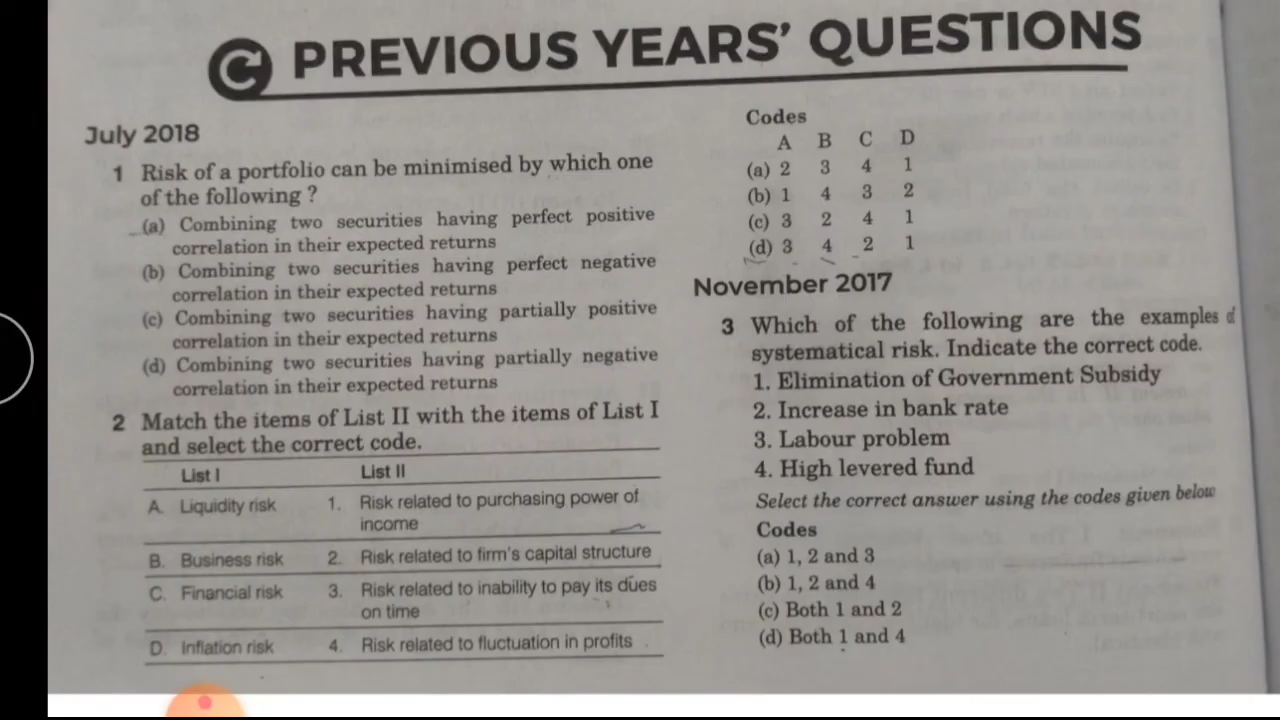 PREVIOUS YEARS' QUESTIONS
July 2018
1 Risk of a portfolio can be minimised by which one
of the following ?
(a) Combining two securities having perfect positive
correlation in their expected returns
(b) Combining two securities having perfect negative
correlation in their expected returns
(c) Combining two securities having partially positive
correlation in their expected returns
(d) Combining two securities having partially negative
correlation in their expected returns
2 Match the items of List II with the items of List I
and select the correct code.
List I List II
A. Liquidity risk 1. Risk related to purchasing power of
income
B. Business risk 2. Risk related to firm's capital structure
C. Financial risk 3. Risk related to inability to pay its dues
on time
D. Inflation risk 4. Risk related to fluctuation in profits
Codes
A B C D
(a) 2 3 4 1
(b) 1 4 3 2
(c) 3 2 4 1
(d) 3 4 2 1
November 2017
3 Which of the following are the examples of
systematical risk. Indicate the correct code.
1. Elimination of Government Subsidy
2. Increase in bank rate
3. Labour problem
4. High levered fund
Select the correct answer using the codes given below
Codes
(a) 1, 2 and 3
(b) 1, 2 and 4
(c) Both 1 and 2
(d) Both 1 and 4